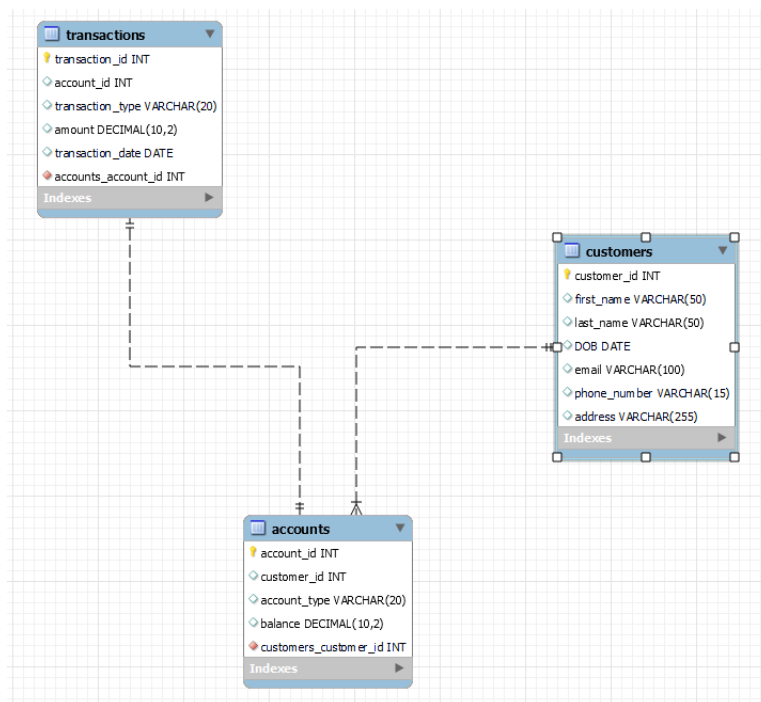 transactions
transaction_id INT
account_id INT
transaction_type VARCHAR(20)
amount DECIMAL(10,2)
transaction_date DATE
accounts_account_id INT
Indexes
customers
customer_id INT
first_name VARCHAR(50)
last_name VARCHAR(50)
DOB DATE
email VARCHAR(100)
phone_number VARCHAR(15)
address VARCHAR(255)
Indexes
accounts
account_id INT
customer_id INT
account_type VARCHAR(20)
balance DECIMAL(10,2)
customers_customer_id INT
Indexes